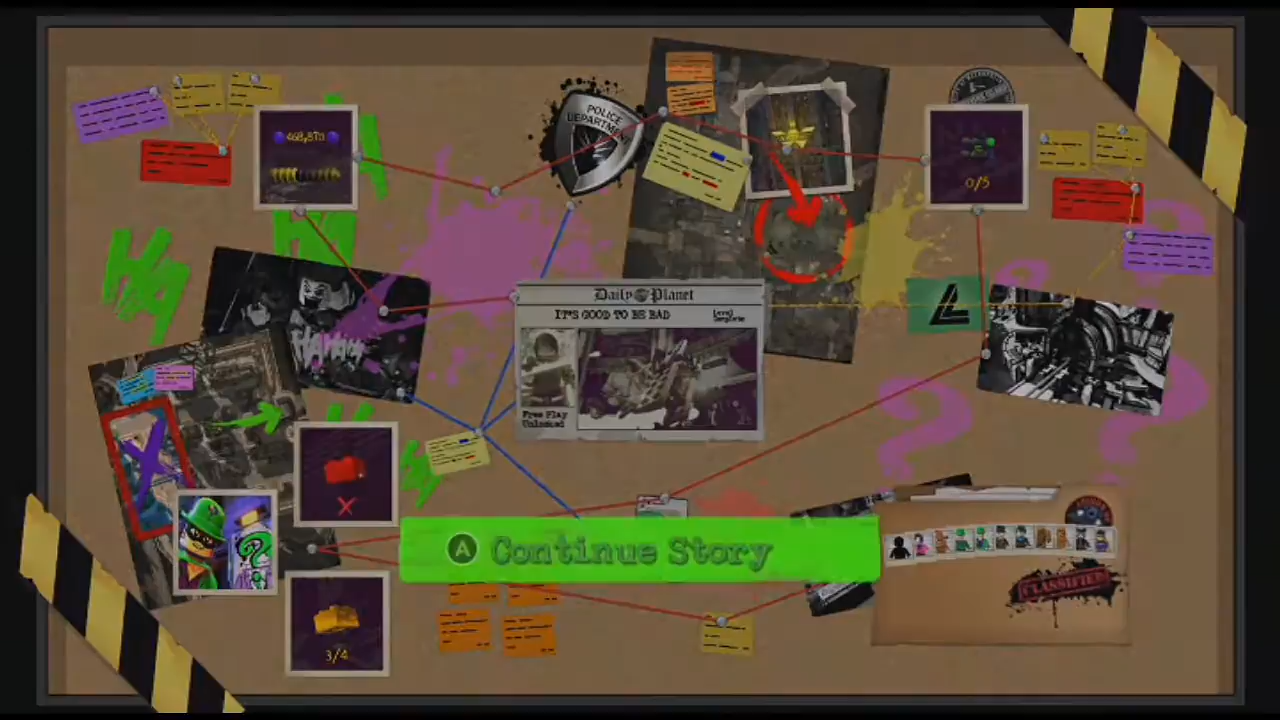 468,870
POLICE
DEPARTMENT
0/5
Daily Planet
IT'S GOOD TO BE BAD
Level
Complete
Free Play
Unlocked
HA
HA
A Continue Story
CLASSIFIED
3/4